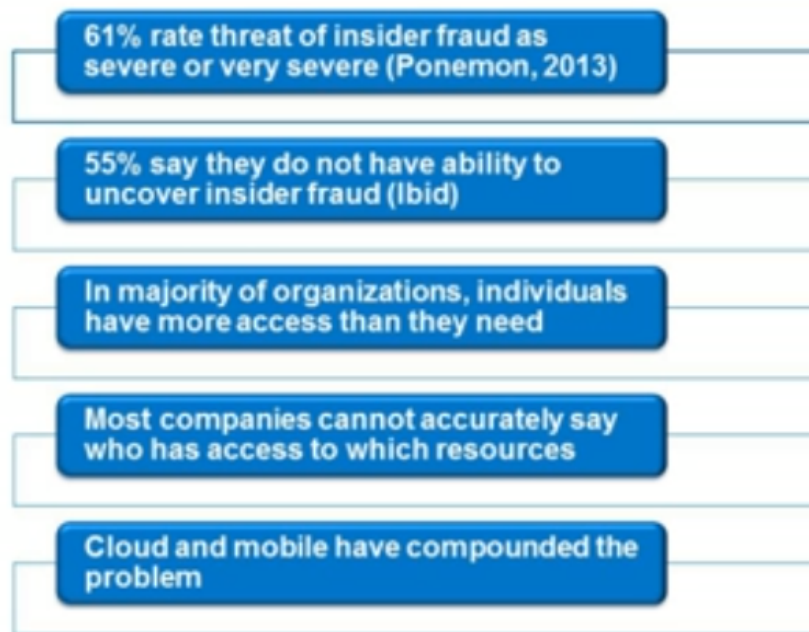 61% rate threat of insider fraud as
severe or very severe (Ponemon, 2013)
55% say they do not have ability to
uncover insider fraud (Ibid)
In majority of organizations, individuals
have more access than they need
Most companies cannot accurately say
who has access to which resources
Cloud and mobile have compounded the
problem